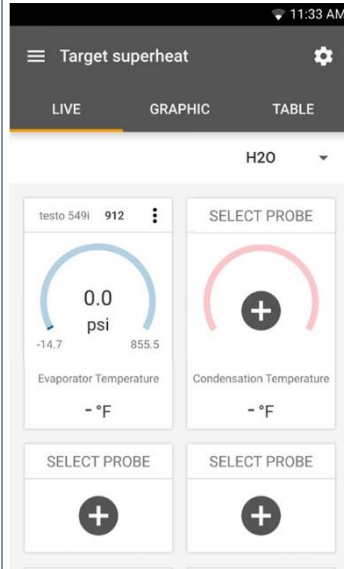 11:33 AM
Target superheat
LIVE GRAPHIC TABLE
H2O
testo 549i 912
SELECT PROBE
0.0
psi
-14.7 855.5
Evaporator Temperature
Condensation Temperature
- °F
- °F
SELECT PROBE
SELECT PROBE